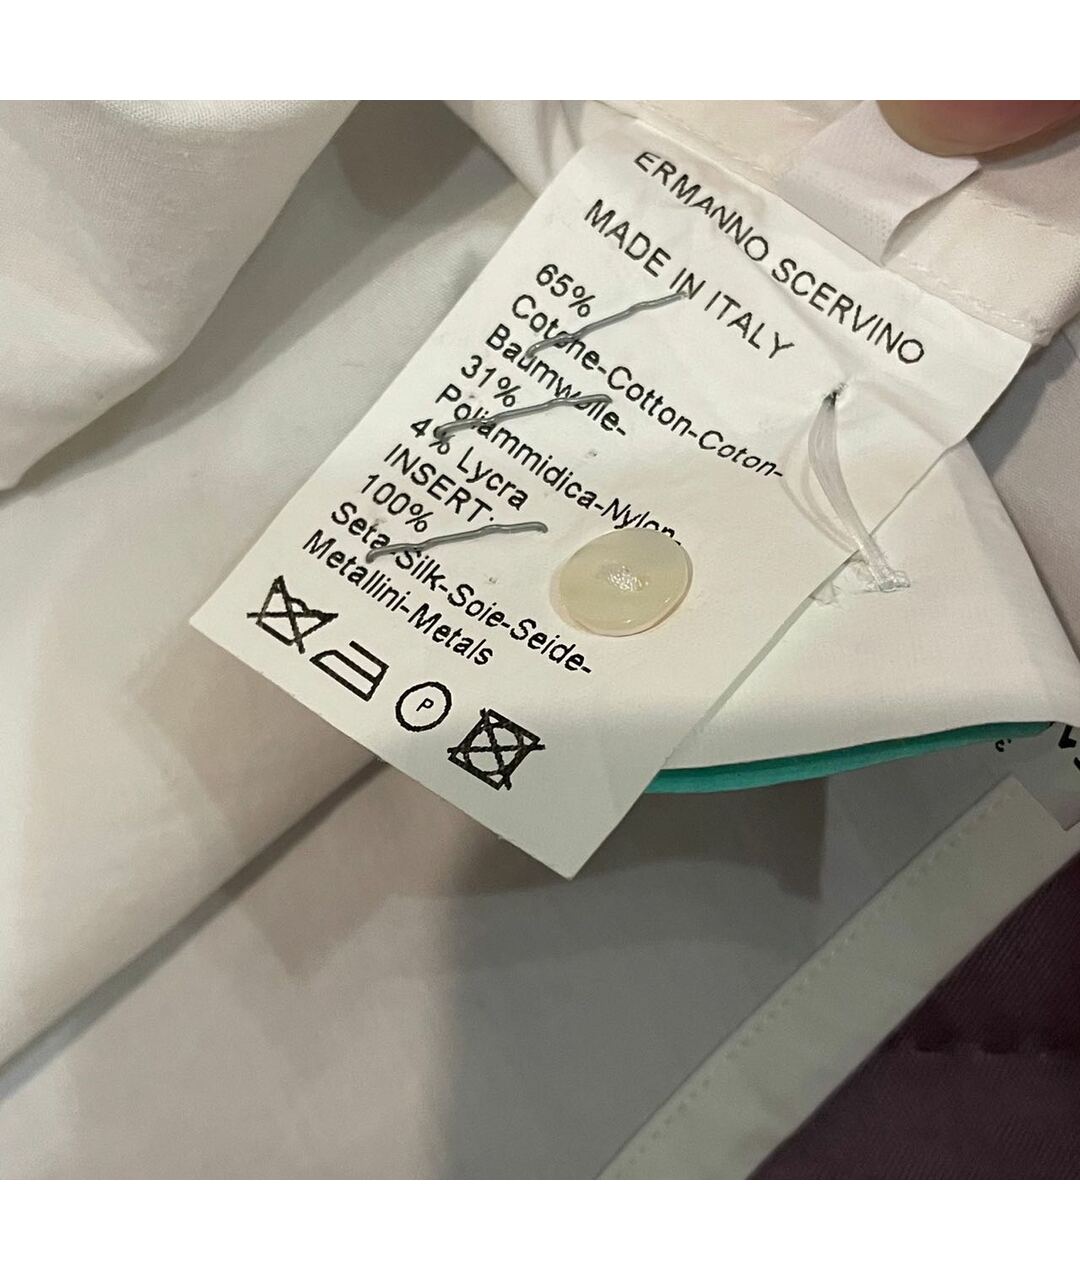 ERMANNO SCERVINO
MADE IN ITALY
65%
Cotone-Cotton-Coton-
Baumwolle-
31%
Poliammidica-Nylon-
4% Lycra
INSERT.
100%
Seta-Silk-Soie-Seide-
Metallini-Metals
P